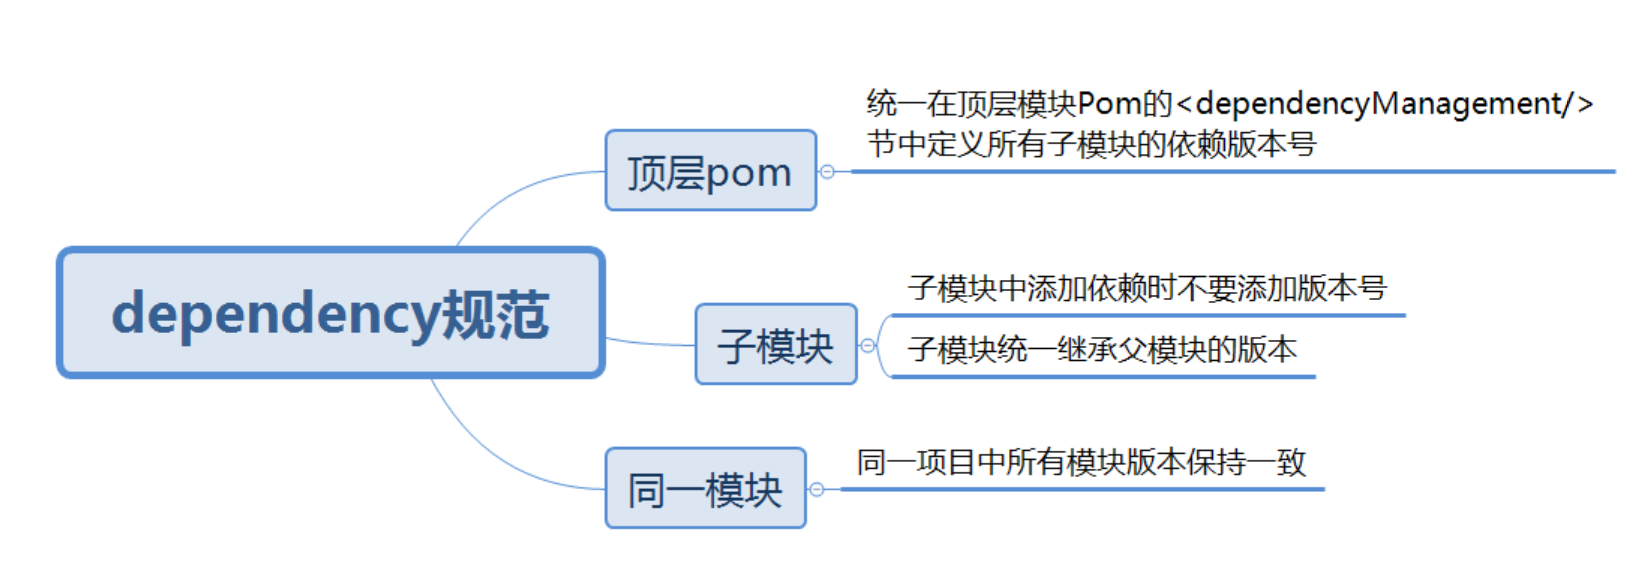 统一在顶层模块Pom的<dependencyManagement/>
节中定义所有子模块的依赖版本号
顶层pom
dependency规范
子模块中添加依赖时不要添加版本号
子模块
子模块统一继承父模块的版本
同一模块
同一项目中所有模块版本保持一致